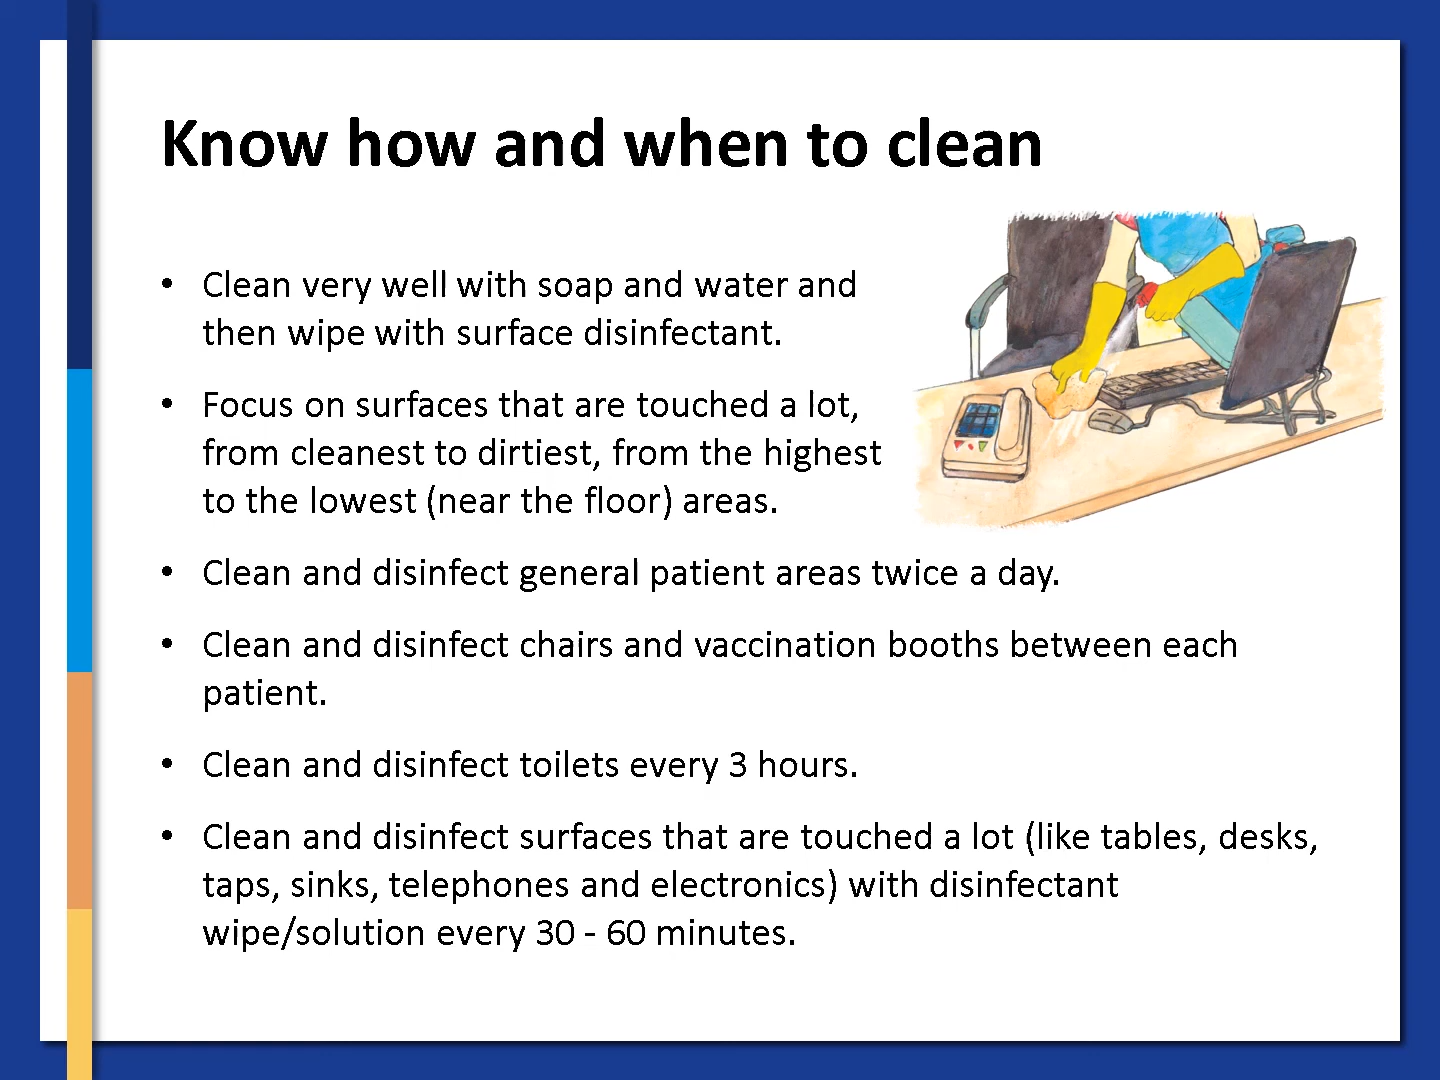 Know how and when to clean
• Clean very well with soap and water and
then wipe with surface disinfectant.
• Focus on surfaces that are touched a lot,
from cleanest to dirtiest, from the highest
to the lowest (near the floor) areas.
• Clean and disinfect general patient areas twice a day.
• Clean and disinfect chairs and vaccination booths between each
patient.
• Clean and disinfect toilets every 3 hours.
• Clean and disinfect surfaces that are touched a lot (like tables, desks,
taps, sinks, telephones and electronics) with disinfectant
wipe/solution every 30 - 60 minutes.